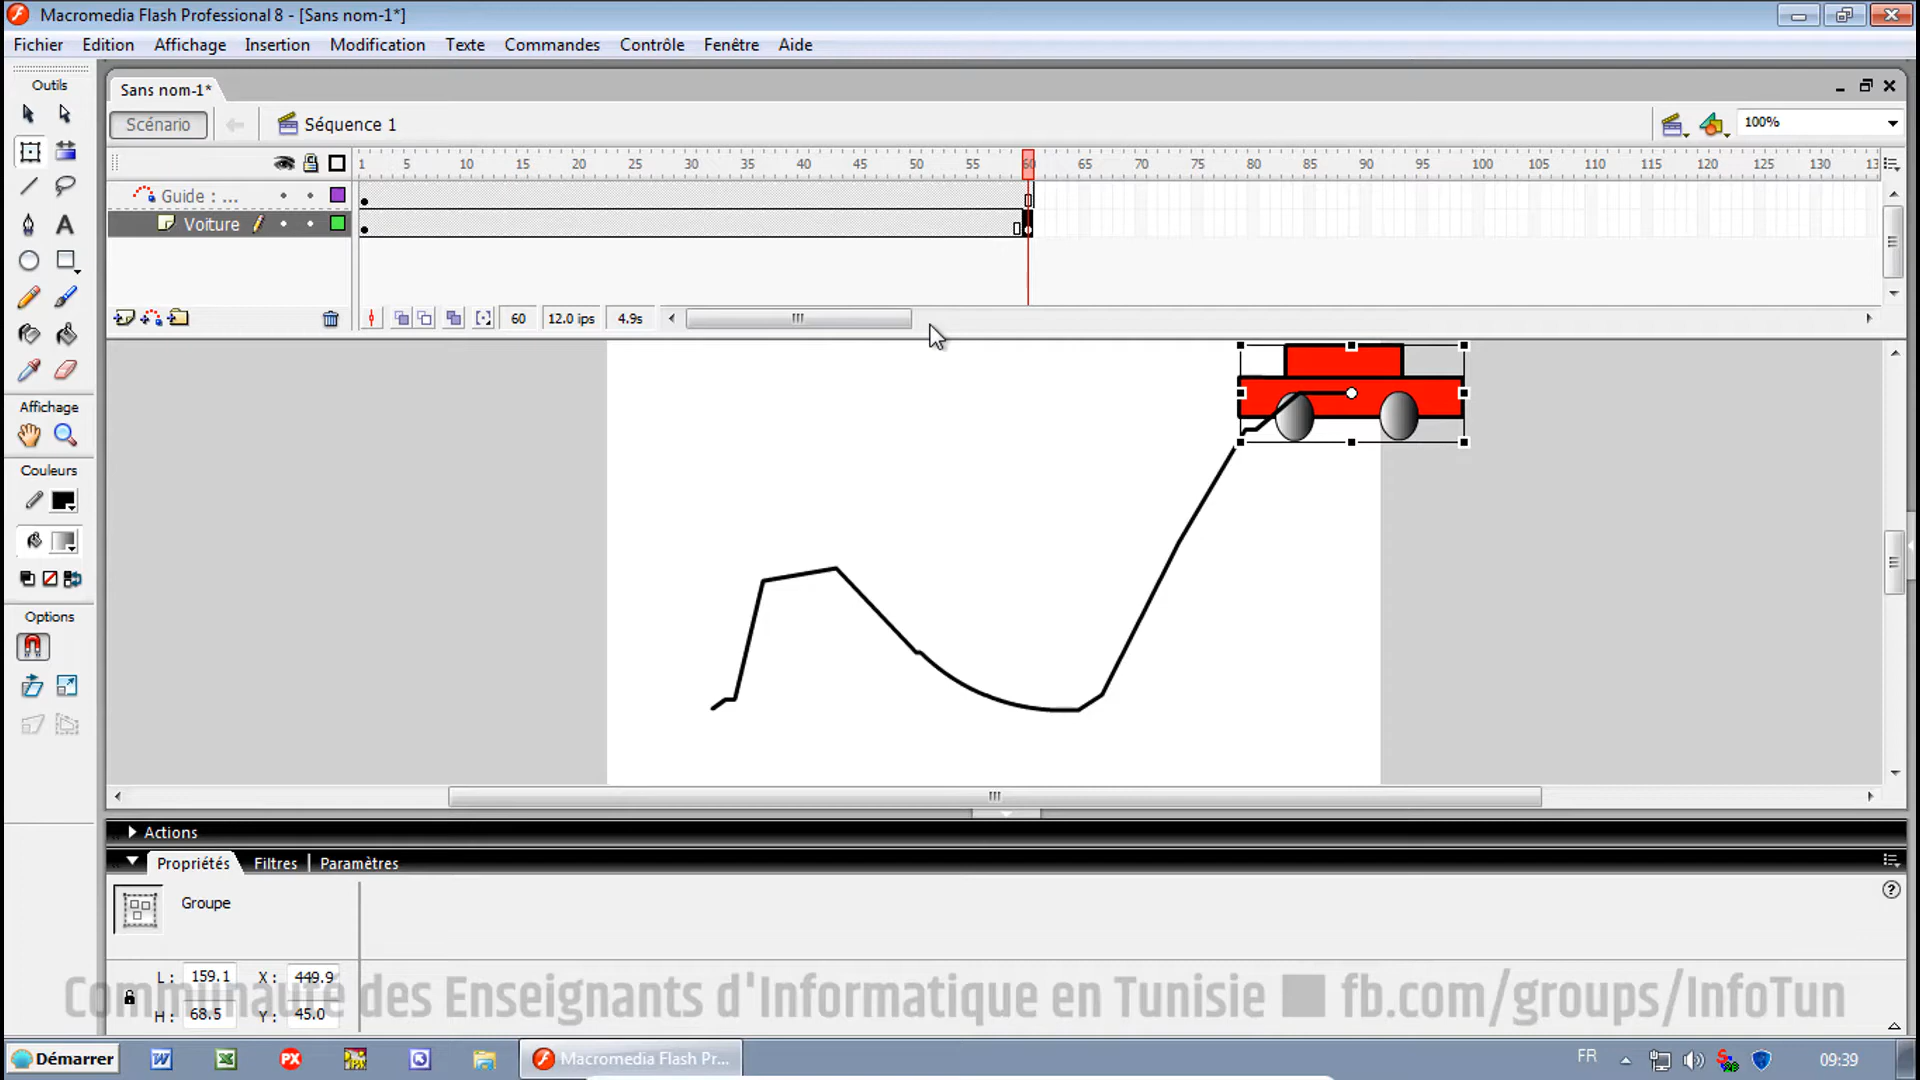 Macromedia Flash Professional 8 - [Sans nom-1*]
Fichier Edition Affichage Insertion Modification Texte Commandes Contrôle Fenêtre Aide
Outils
Sans nom-1*
Scénario Séquence 1 100%
1 5 10 15 20 25 30 35 40 45 50 55 60 65 70 75 80 85 90 95 100 105 110 115 120 125 130 13
Guide : ...
Voiture
60 12.0 ips 4.9s
Affichage
Couleurs
Options
Actions
Propriétés Filtres Paramètres
Groupe
L : 159.1 X : 449.9
H : 68.5 Y : 45.0
Communauté des Enseignants d'Informatique en Tunisie ■ fb.com/groups/InfoTun
Démarrer Macromedia Flash Pr... FR 09:39